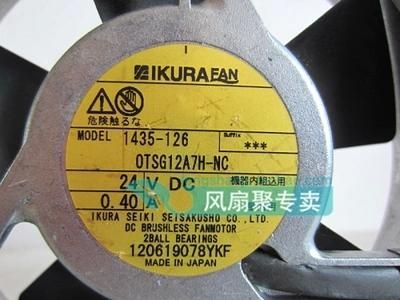 IKURAFAN
危険触るな
MODEL 1435-126 Suffix ***
OTSG12A7H-NC
24 V DC 機器内組込用
0.40 A 风扇聚专卖
IKURA SEIKI SEISAKUSHO CO.,LTD.
DC BRUSHLESS FANMOTOR
2BALL BEARINGS
120619078YKF
MADE IN JAPAN